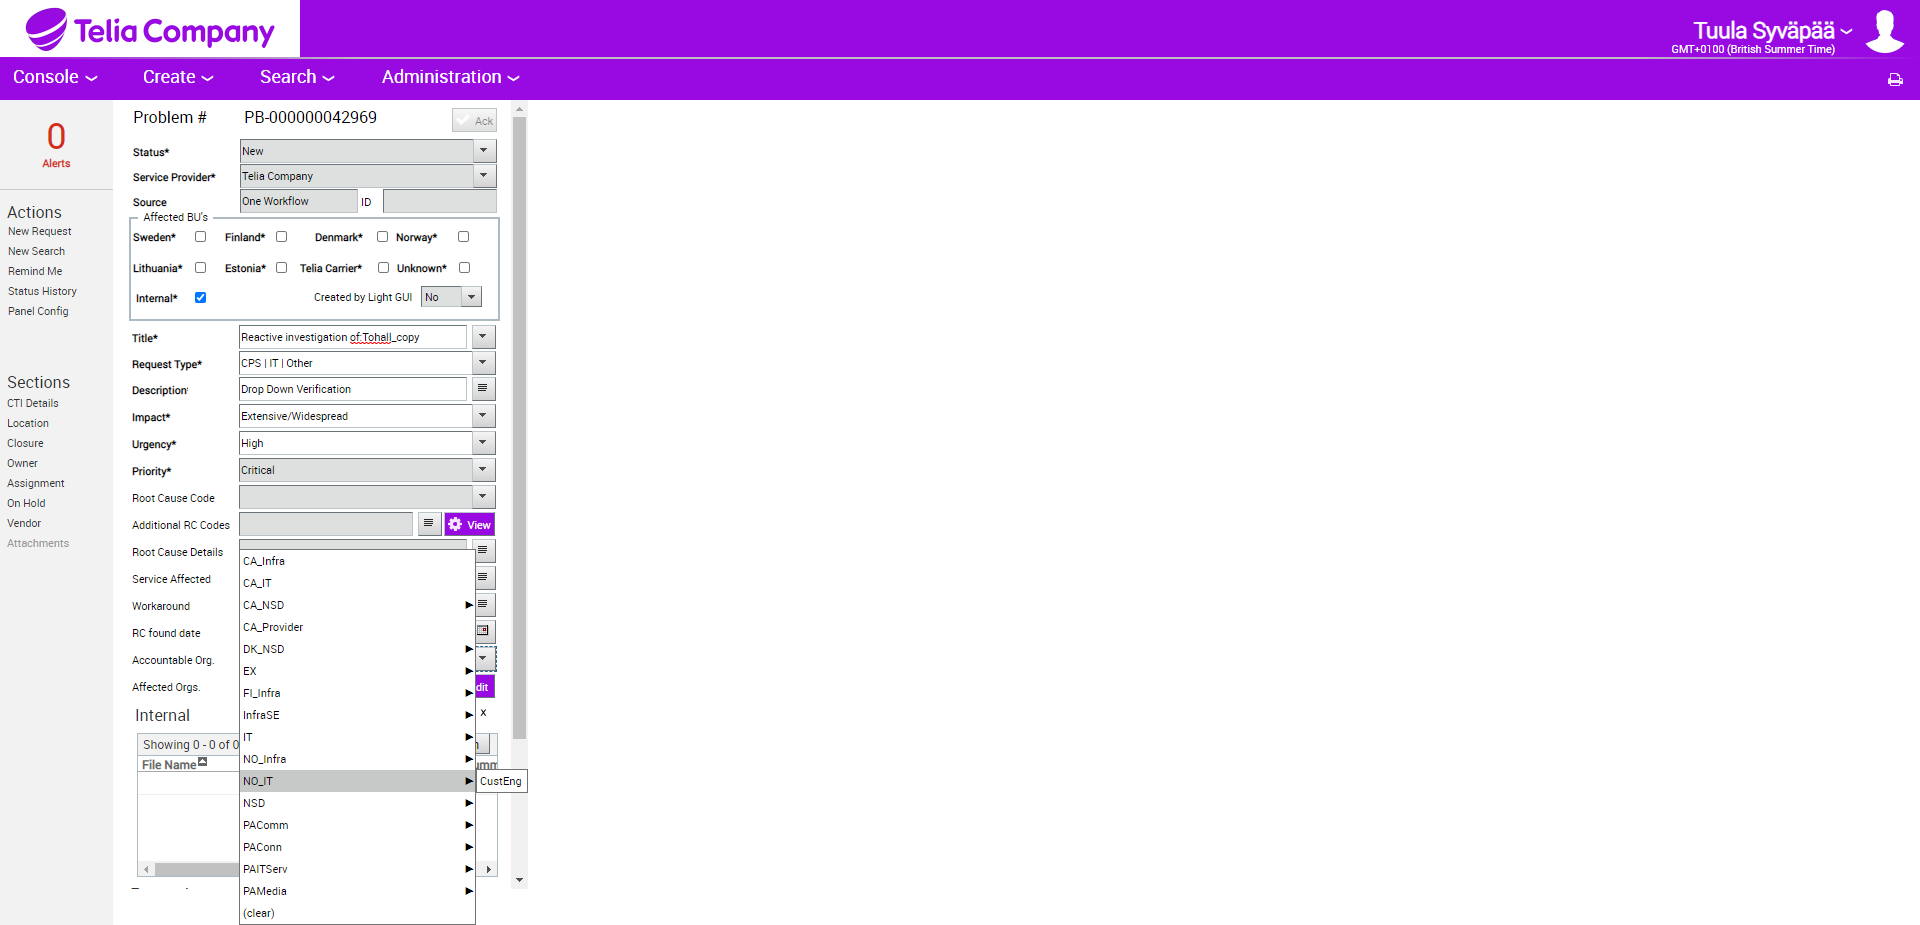 Telia Company
Tuula Syväpää
GMT+0100 (British Summer Time)
Console Create Search Administration
0
Alerts
Actions
New Request
New Search
Remind Me
Status History
Panel Config
Sections
CTI Details
Location
Closure
Owner
Assignment
On Hold
Vendor
Attachments
Problem # PB-000000042969 Ack
Status* New
Service Provider* Telia Company
Source One Workflow ID
Affected BU's
Sweden* Finland* Denmark* Norway*
Lithuania* Estonia* Telia Carrier* Unknown*
Internal* Created by Light GUI No
Title* Reactive investigation of:Tohall_copy
Request Type* CPS | IT | Other
Description Drop Down Verification
Impact* Extensive/Widespread
Urgency* High
Priority* Critical
Root Cause Code
Additional RC Codes View
Root Cause Details
Service Affected
Workaround
RC found date
Accountable Org.
Affected Orgs. dit
Internal x
Showing 0 - 0 of 0
File Name umm
CA_Infra
CA_IT
CA_NSD
CA_Provider
DK_NSD
EX
FI_Infra
InfraSE
IT
NO_Infra
NO_IT CustEng
NSD
PAComm
PAConn
PAITServ
PAMedia
(clear)